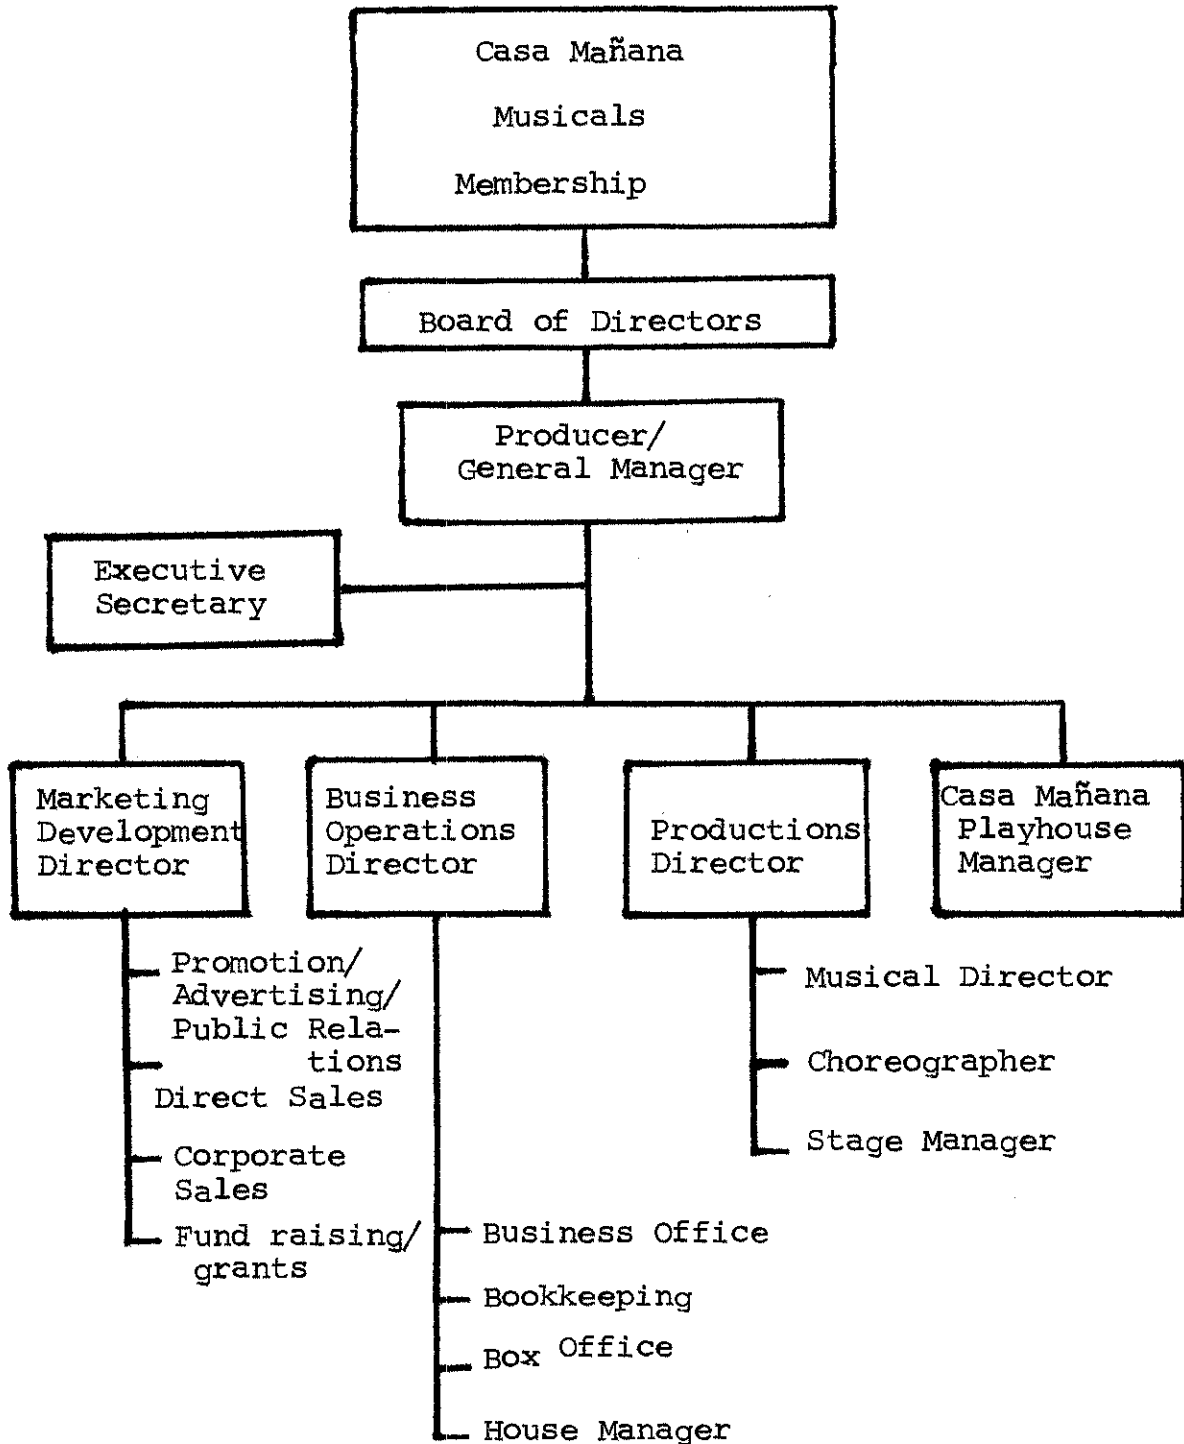 Casa Mañana
Musicals
Membership
Board of Directors
Producer/
General Manager
Executive
Secretary
Marketing
Development
Director
Business
Operations
Director
Productions
Director
Casa Mañana
Playhouse
Manager
Promotion/
Advertising/
Public Rela-
tions
Direct Sales
Corporate
Sales
Fund raising/
grants
Business Office
Bookkeeping
Box Office
House Manager
Musical Director
Choreographer
Stage Manager